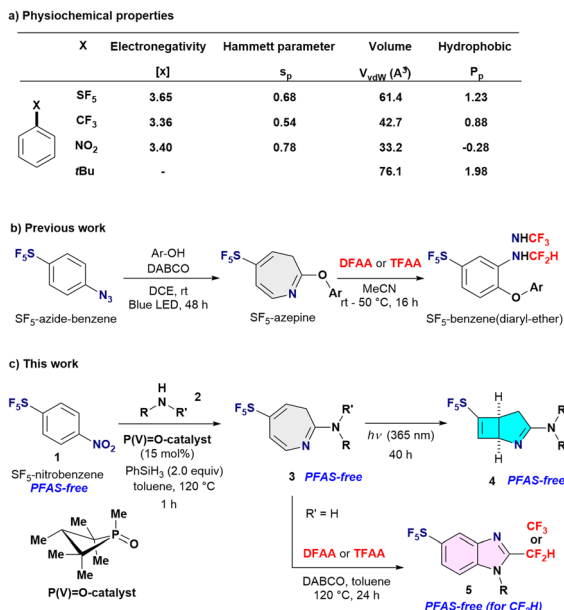 a) Physiochemical properties
X Electronegativity Hammett parameter Volume Hydrophobic
[x] sp VvdW (A3) Pp
X
SF5 3.65 0.68 61.4 1.23
CF3 3.36 0.54 42.7 0.88
NO2 3.40 0.78 33.2 -0.28
tBu - 76.1 1.98
b) Previous work
F5S
N3
SF5-azide-benzene
Ar-OH
DABCO
DCE, rt
Blue LED, 48 h
F5S
N
O
Ar
SF5-azepine
DFAA or TFAA
MeCN
rt - 50 °C, 16 h
NHCF3
F5S
NHCF2H
O
Ar
SF5-benzene(diaryl-ether)
c) This work
F5S
NO2
1
SF5-nitrobenzene
PFAS-free
H
N
R R' 2
P(V)=O-catalyst
(15 mol%)
PhSiH3 (2.0 equiv)
toluene, 120 °C
1 h
F5S
R'
N
R
N
3 PFAS-free
hν (365 nm)
40 h
F5S
H
H
N
R'
N
R
4 PFAS-free
Me
Me
Me
P
O
Me
Me
Me
P(V)=O-catalyst
R' = H
DFAA or TFAA
DABCO, toluene
120 °C, 24 h
F5S
N
N
R
CF3
or
CF2H
5
PFAS-free (for CF2H)